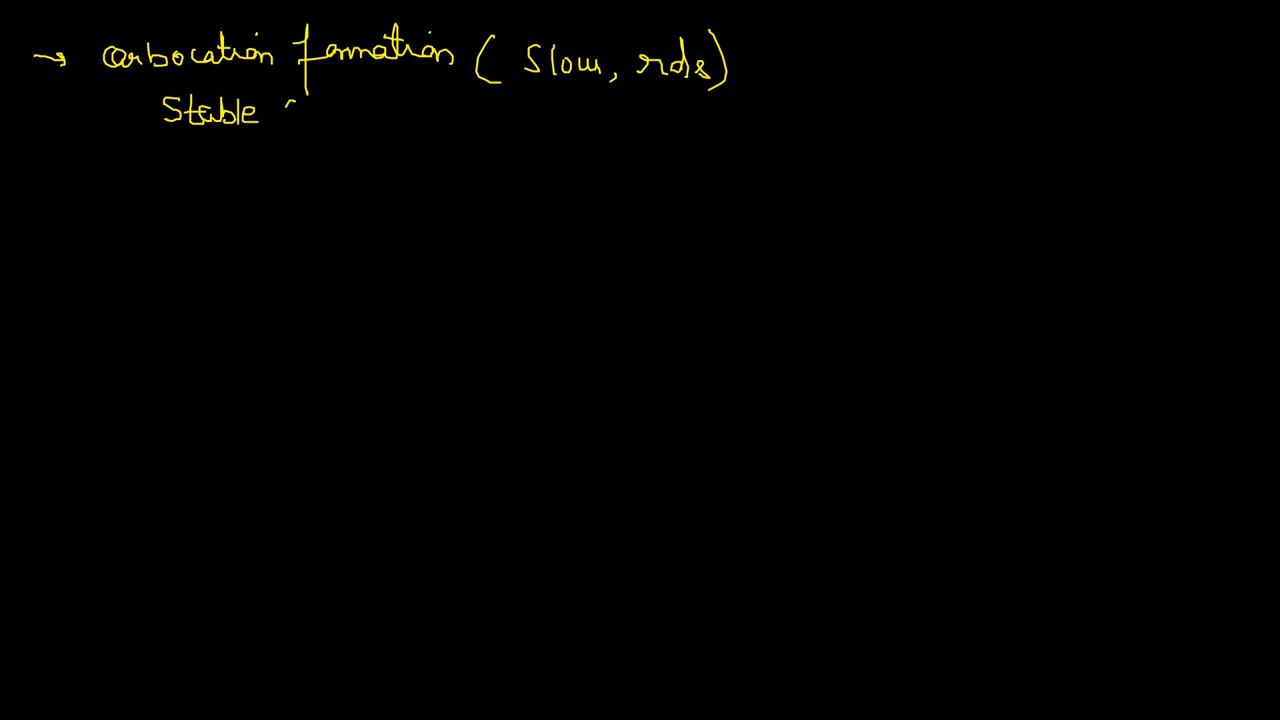 → Carbocation formation ( Slow, rds)
Stable